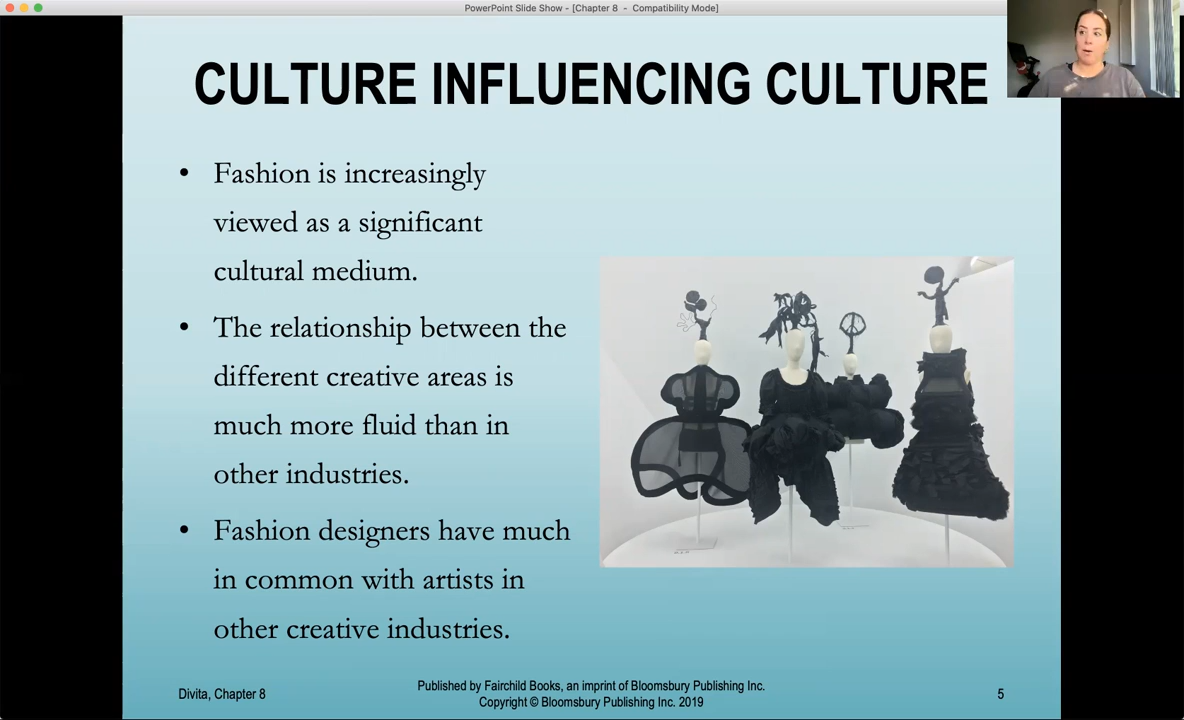 PowerPoint Slide Show - [Chapter 8 - Compatibility Mode]
CULTURE INFLUENCING CULTURE
• Fashion is increasingly
viewed as a significant
cultural medium.
• The relationship between the
different creative areas is
much more fluid than in
other industries.
• Fashion designers have much
in common with artists in
other creative industries.
Divita, Chapter 8
Published by Fairchild Books, an imprint of Bloomsbury Publishing Inc.
Copyright © Bloomsbury Publishing Inc. 2019
5